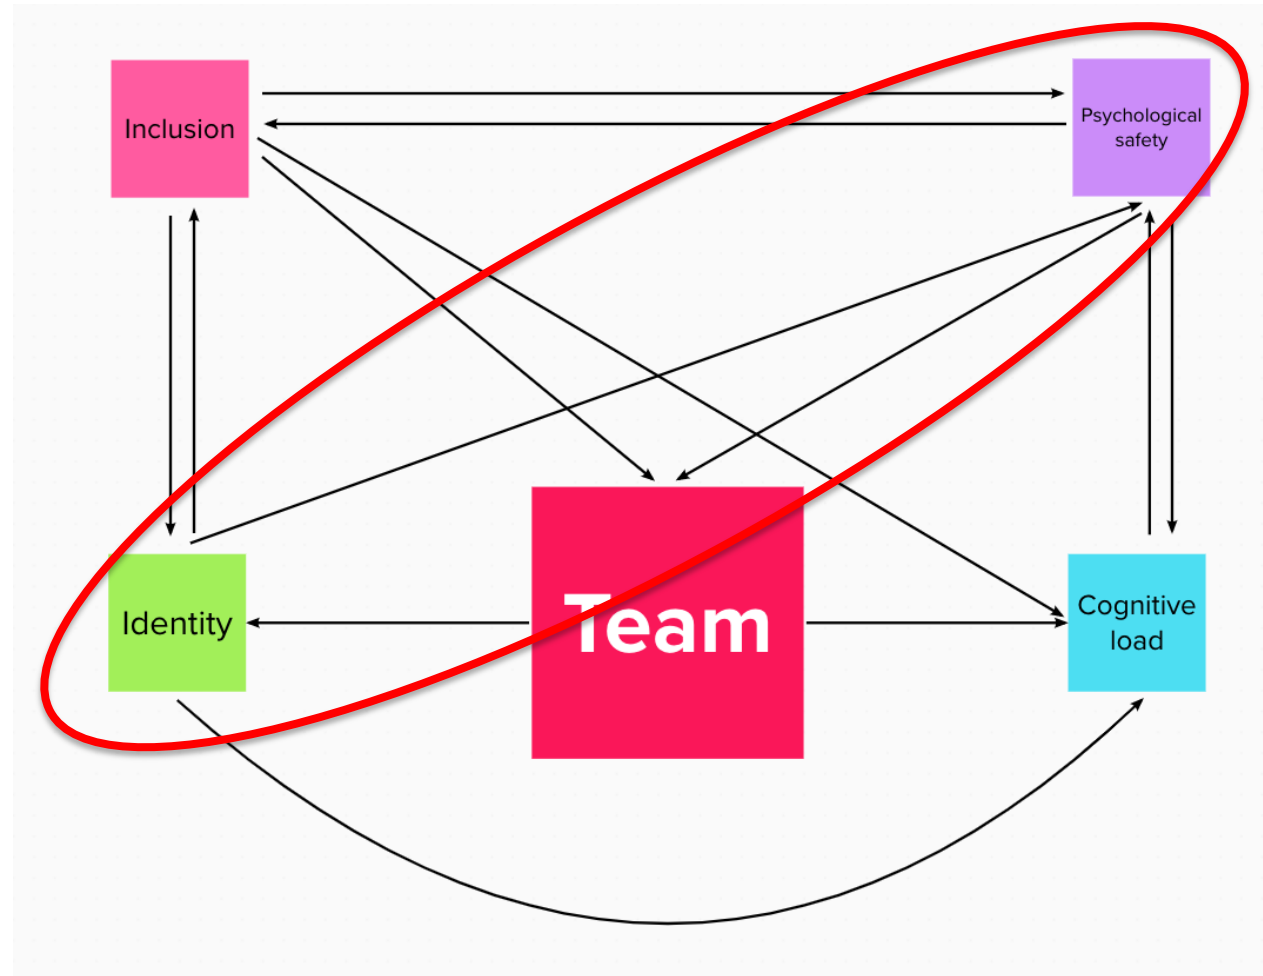 Inclusion
Psychological
safety
Identity
Team
Cognitive
load